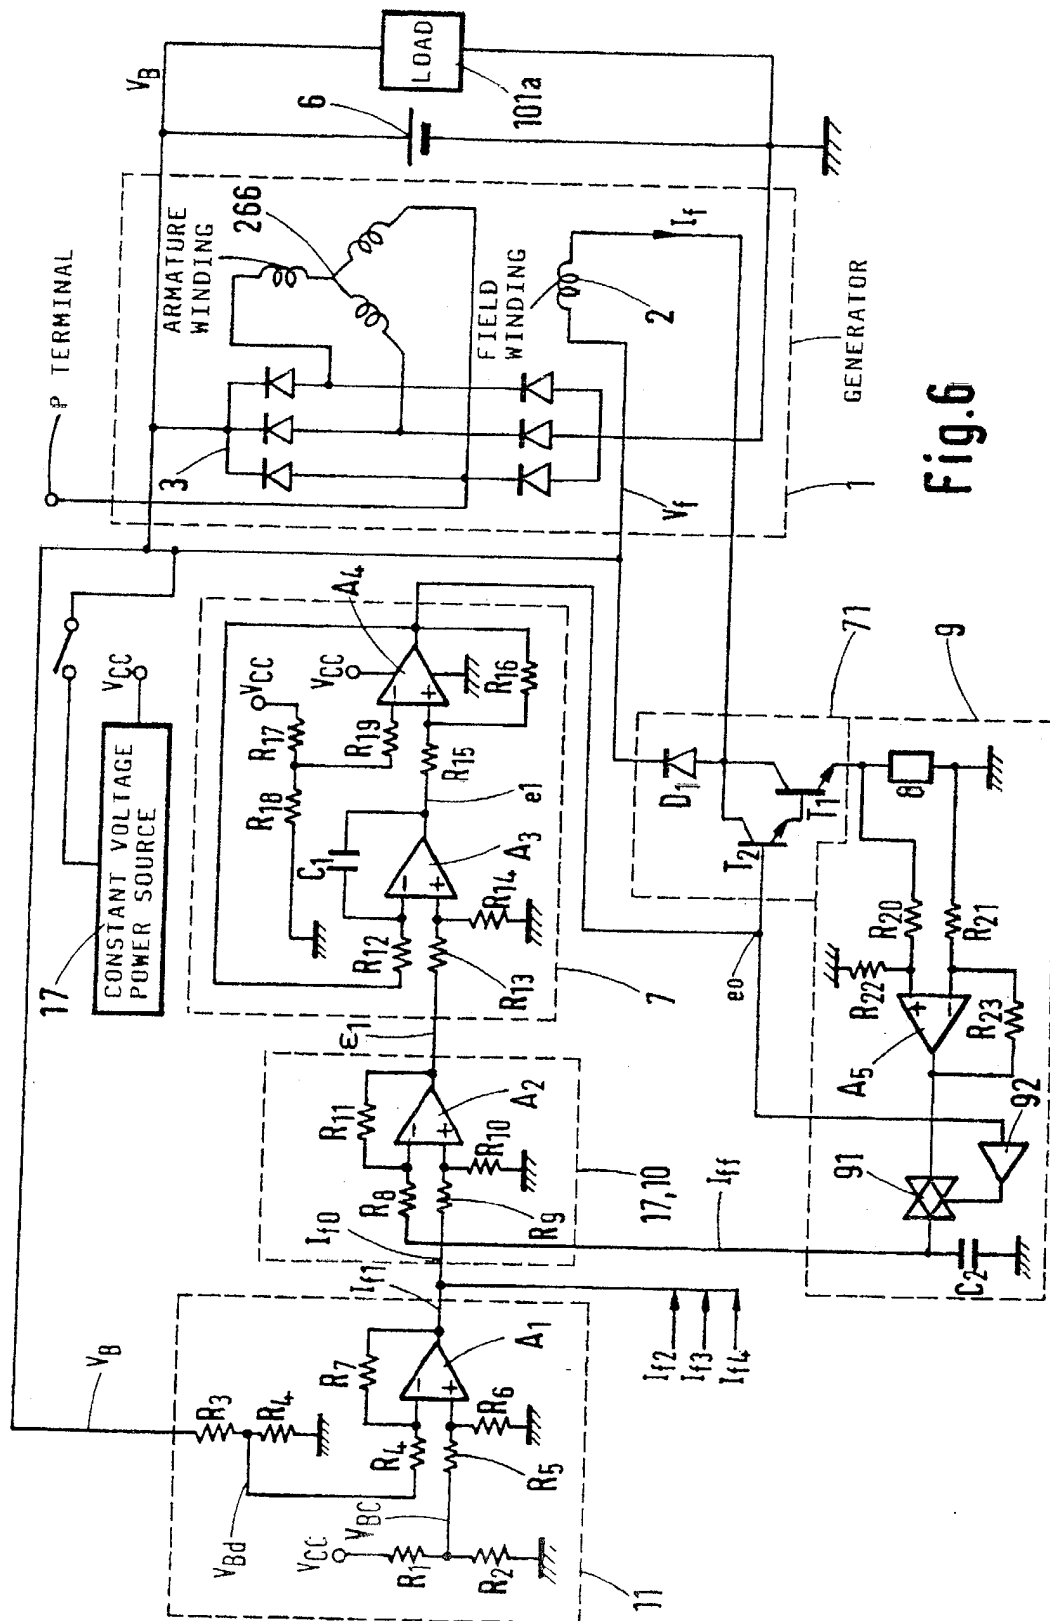 V_B
LOAD
101a
6
P TERMINAL
ARMATURE
WINDING
266
3
FIELD
WINDING
2
I_f
V_f
1
GENERATOR
Fig.6
17
CONSTANT VOLTAGE
POWER SOURCE
V_CC
A_4
V_CC
V_CC
R_17
R_18
R_19
R_16
R_15
e1
C_1
A_3
R_12
R_14
R_13
7
ε1
R_11
A_2
R_8
R_10
R_9
17,10
I_f0
I_f1
V_B
R_3
R_4
R_7
A_1
R_4
R_6
R_5
V_Bd
V_BC
V_CC
R_1
R_2
11
I_f2
I_f3
I_f4
I_ff
D_1
71
9
T_2
T_1
8
e0
R_20
R_21
R_22
R_23
A_5
91
92
C_2